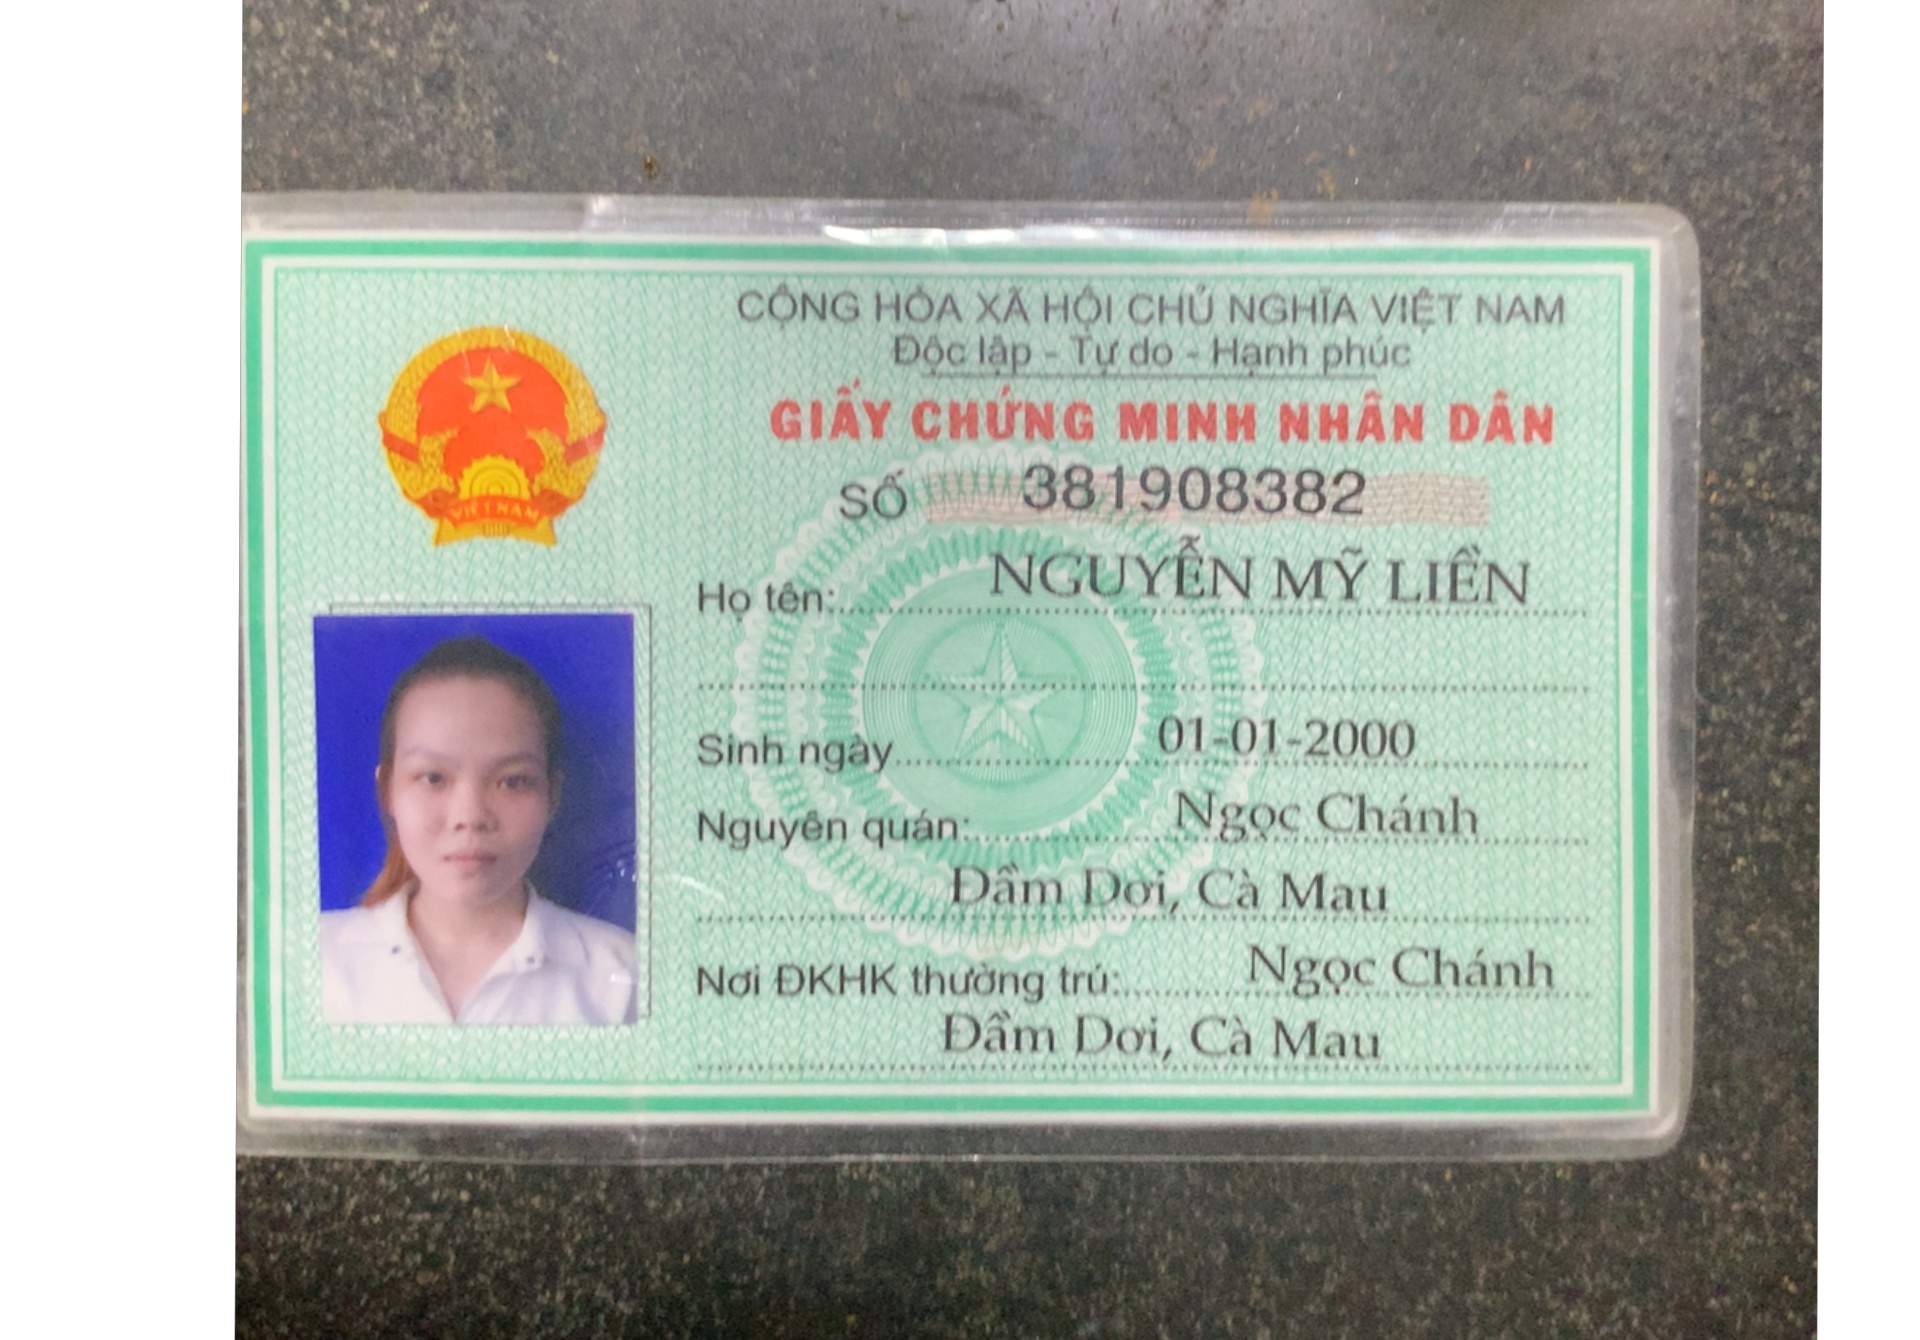 CỘNG HÒA XÃ HỘI CHỦ NGHĨA VIỆT NAM
Độc lập - Tự do - Hạnh phúc
GIẤY CHỨNG MINH NHÂN DÂN
SỐ 381908382
VIỆT NAM
Họ tên: NGUYỄN MỸ LIỀN
Sinh ngày 01-01-2000
Nguyên quán: Ngọc Chánh
Đầm Dơi, Cà Mau
Nơi ĐKHK thường trú: Ngọc Chánh
Đầm Dơi, Cà Mau